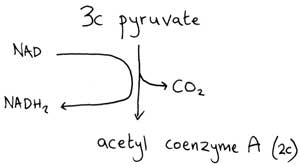 3c pyruvate
NAD
CO₂
NADH₂
acetyl coenzyme A (2c)